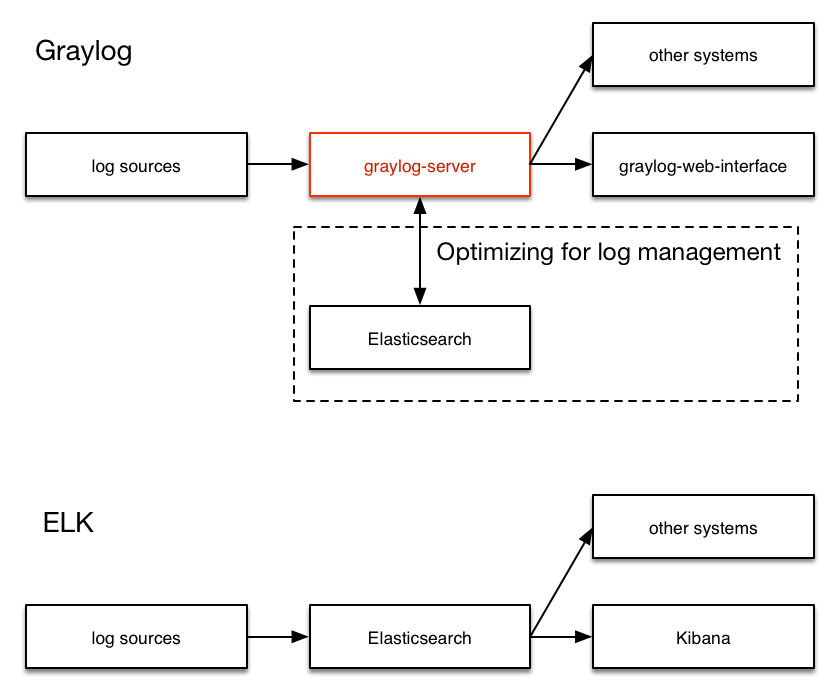 Graylog
other systems
log sources
graylog-server
graylog-web-interface
Optimizing for log management
Elasticsearch
ELK
other systems
log sources
Elasticsearch
Kibana